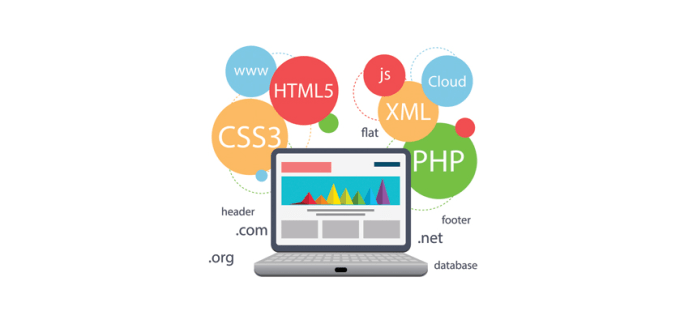 www
HTML5
CSS3
js
Cloud
XML
flat
PHP
header
.com
.org
footer
.net
database